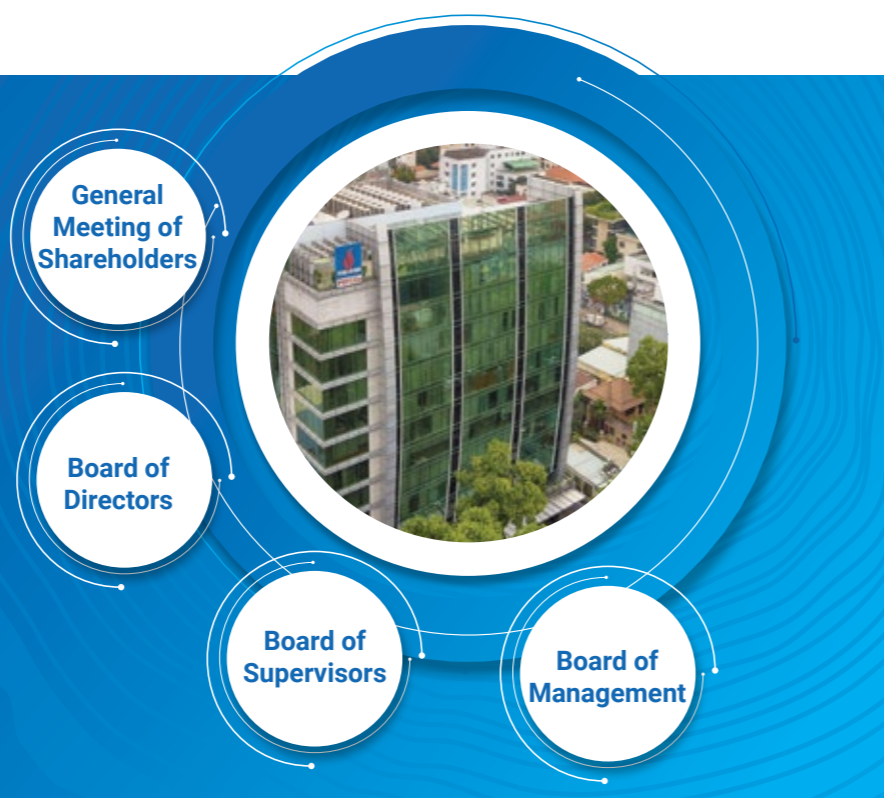 General
Meeting of
Shareholders
Board of
Directors
Board of
Supervisors
Board of
Management